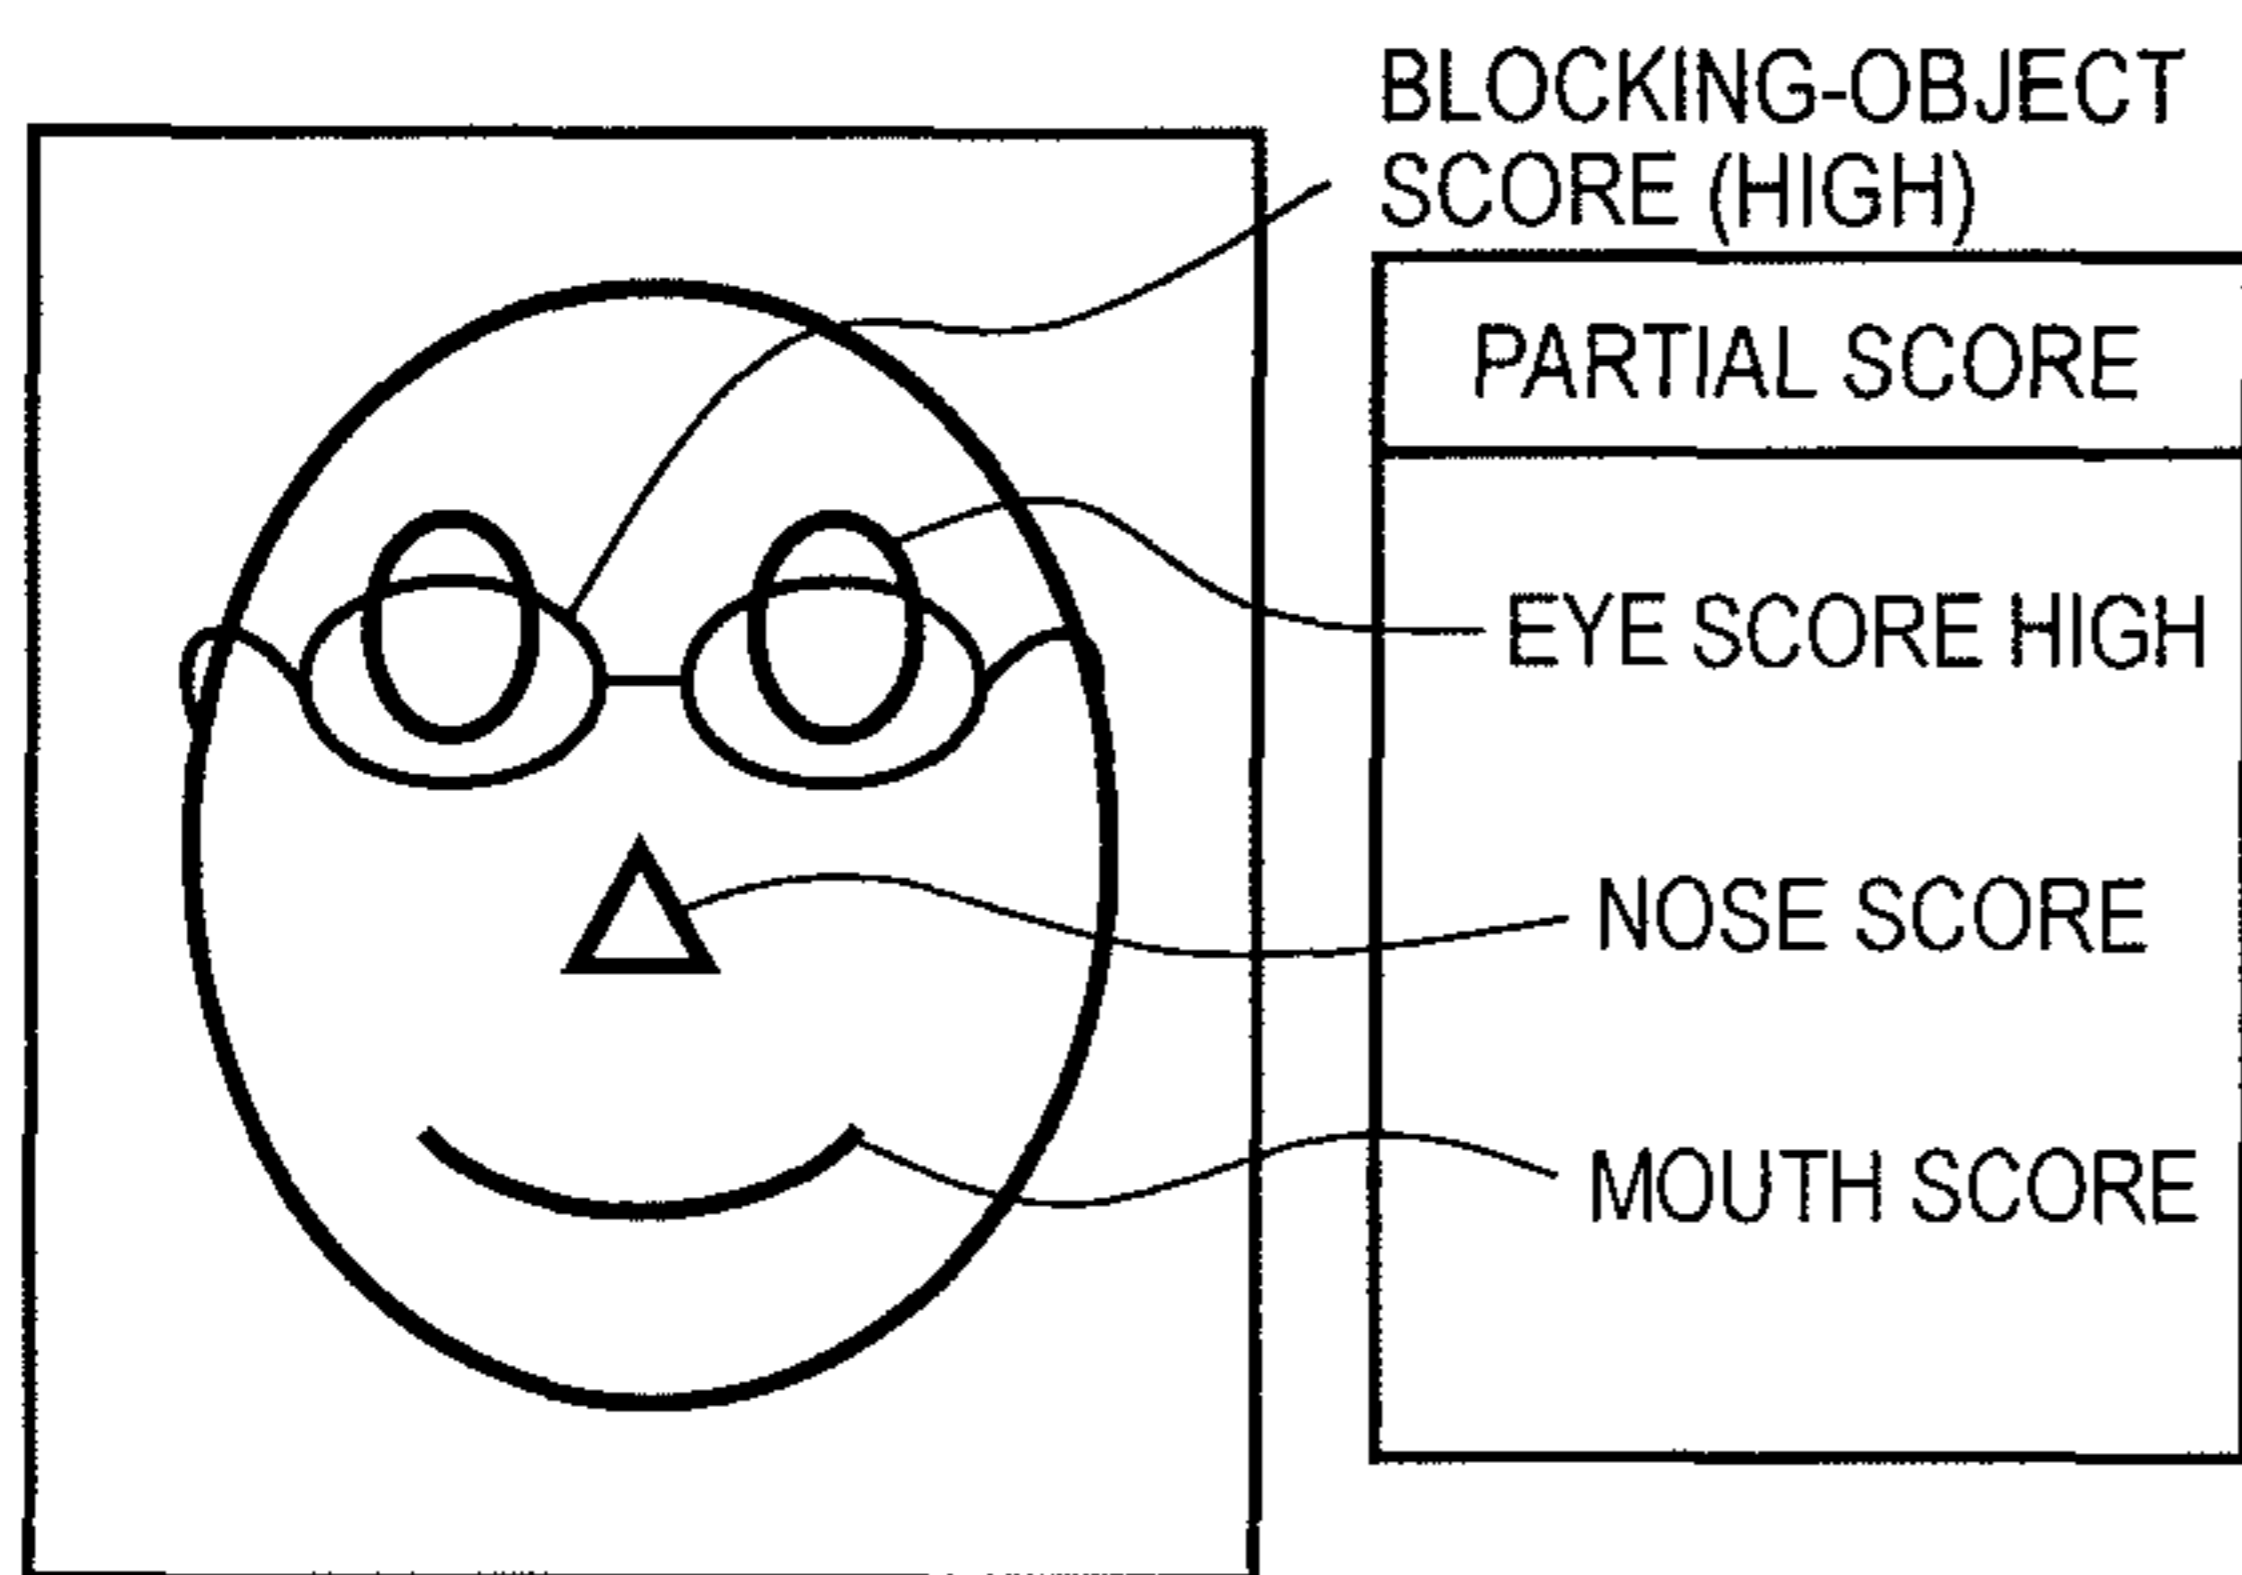 BLOCKING-OBJECT
SCORE (HIGH)
PARTIAL SCORE
EYE SCORE HIGH
NOSE SCORE
MOUTH SCORE